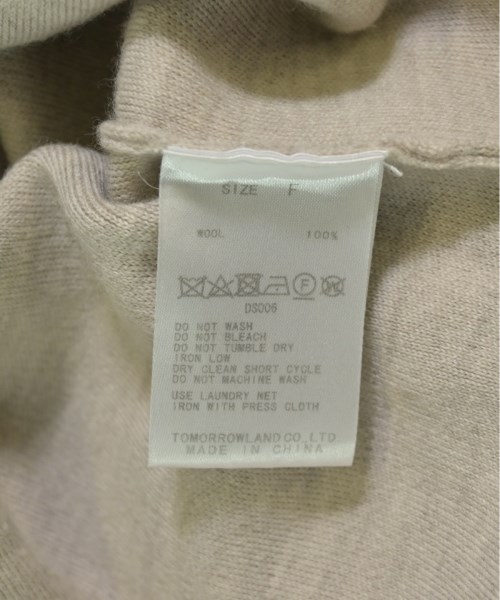 SIZE F
WOOL 100%
F W
DS006
DO NOT WASH
DO NOT BLEACH
DO NOT TUMBLE DRY
IRON LOW
DRY CLEAN SHORT CYCLE
DO NOT MACHINE WASH
USE LAUNDRY NET
IRON WITH PRESS CLOTH
TOMORROWLAND CO.,LTD.
MADE IN CHINA